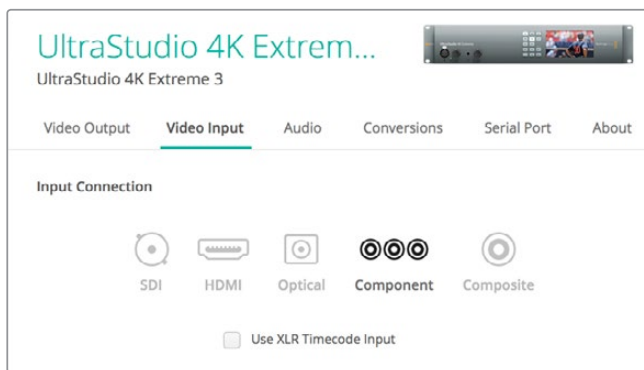 UltraStudio 4K Extrem...
UltraStudio 4K Extreme 3
Video Output Video Input Audio Conversions Serial Port About
Input Connection
SDI HDMI Optical Component Composite
Use XLR Timecode Input